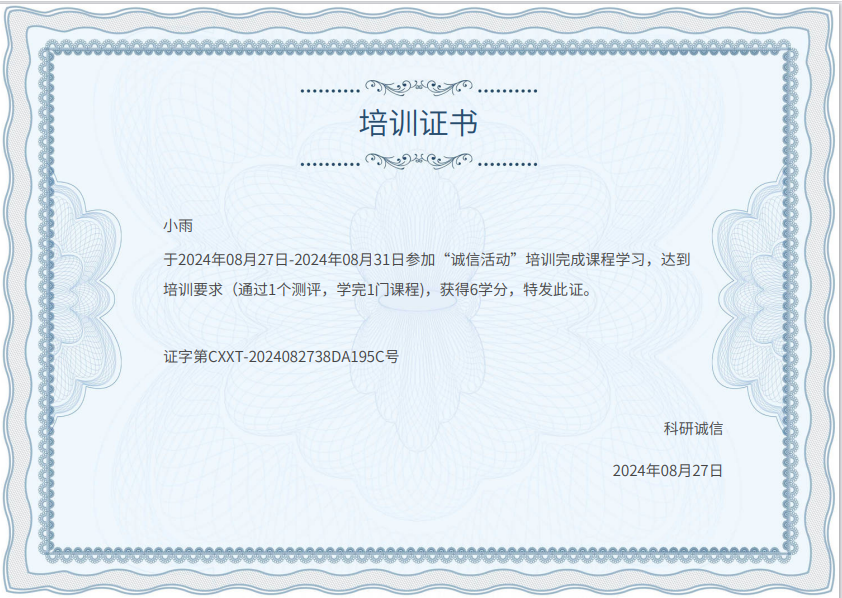 培训证书
小雨
于2024年08月27日-2024年08月31日参加“诚信活动”培训完成课程学习，达到
培训要求（通过1个测评，学完1门课程)，获得6学分，特发此证。
证字第CXXT-2024082738DA195C号
科研诚信
2024年08月27日